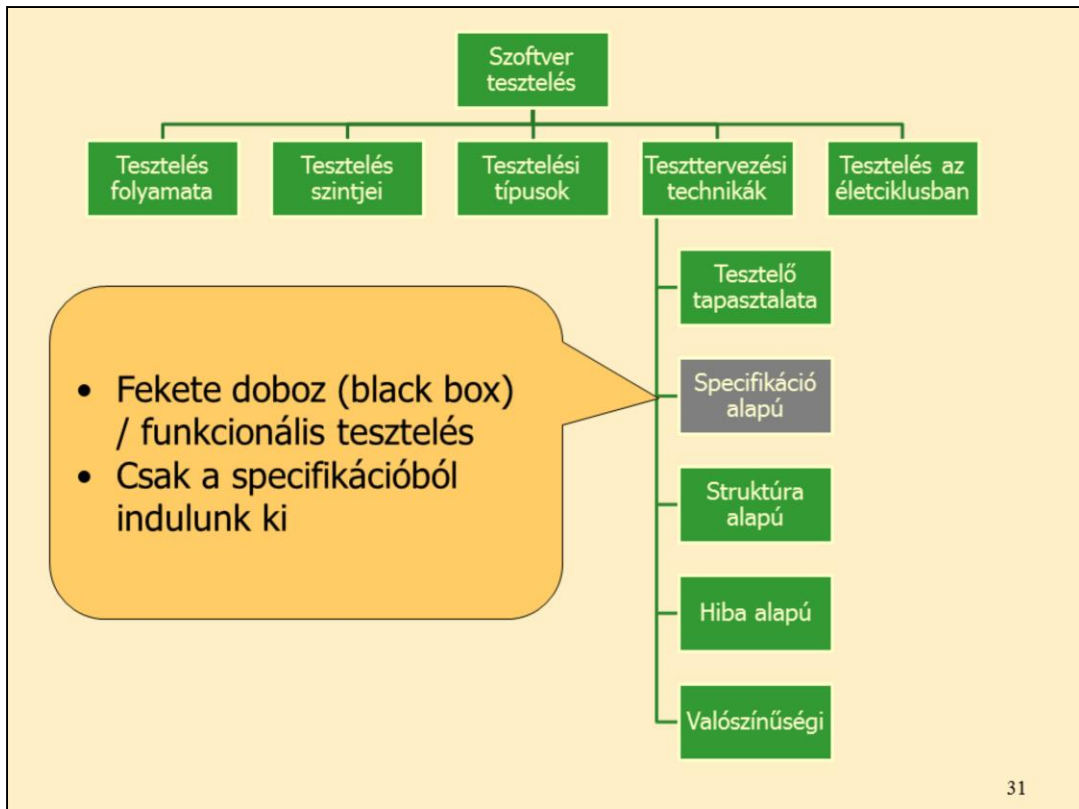 Szoftver
tesztelés
Tesztelés
folyamata
Tesztelés
szintjei
Tesztelési
típusok
Teszttervezési
technikák
Tesztelés az
életciklusban
Tesztelő
tapasztalata
Specifikáció
alapú
Struktúra
alapú
Hiba alapú
Valószínűségi
• Fekete doboz (black box)
/ funkcionális tesztelés
• Csak a specifikációból
indulunk ki
31